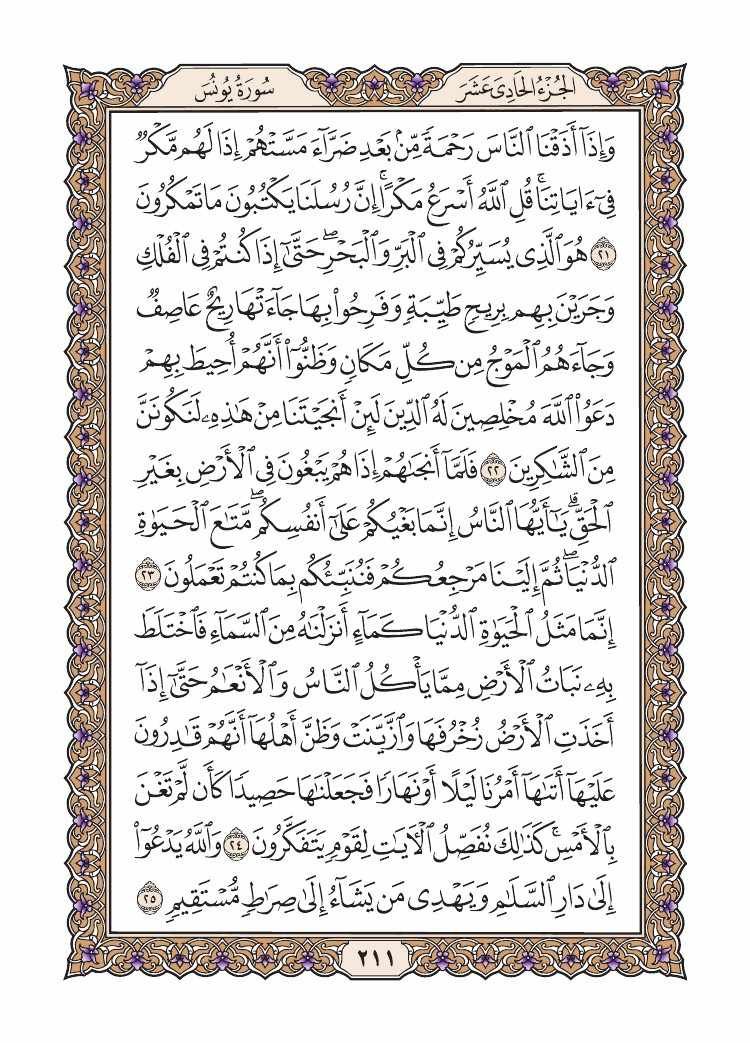 الجُزْءُ الحَادِى عَشَرَ
سُورَةُ يُونُسَ
وَإِذَآ أَذَقْنَا ٱلنَّاسَ رَحْمَةً مِّنۢ بَعْدِ ضَرَّآءَ مَسَّتْهُمْ إِذَا لَهُم مَّكْرٌ
فِىٓ ءَايَاتِنَاۚ قُلِ ٱللَّهُ أَسْرَعُ مَكْرًاۚ إِنَّ رُسُلَنَا يَكْتُبُونَ مَا تَمْكُرُونَ
٢١ هُوَ ٱلَّذِى يُسَيِّرُكُمْ فِى ٱلْبَرِّ وَٱلْبَحْرِۖ حَتَّىٰٓ إِذَا كُنتُمْ فِى ٱلْفُلْكِ
وَجَرَيْنَ بِهِم بِرِيحٍ طَيِّبَةٍ وَفَرِحُوا۟ بِهَا جَآءَتْهَا رِيحٌ عَاصِفٌ
وَجَآءَهُمُ ٱلْمَوْجُ مِن كُلِّ مَكَانٍ وَظَنُّوٓا۟ أَنَّهُمْ أُحِيطَ بِهِمْ
دَعَوُا۟ ٱللَّهَ مُخْلِصِينَ لَهُ ٱلدِّينَ لَئِنْ أَنجَيْتَنَا مِنْ هَٰذِهِۦ لَنَكُونَنَّ
مِنَ ٱلشَّٰكِرِينَ ٢٢ فَلَمَّآ أَنجَىٰهُمْ إِذَا هُمْ يَبْغُونَ فِى ٱلْأَرْضِ بِغَيْرِ
ٱلْحَقِّۗ يَٰٓأَيُّهَا ٱلنَّاسُ إِنَّمَا بَغْيُكُمْ عَلَىٰٓ أَنفُسِكُمۖ مَّتَٰعَ ٱلْحَيَوٰةِ
ٱلدُّنْيَاۖ ثُمَّ إِلَيْنَا مَرْجِعُكُمْ فَنُنَبِّئُكُم بِمَا كُنتُمْ تَعْمَلُونَ ٢٣
إِنَّمَا مَثَلُ ٱلْحَيَوٰةِ ٱلدُّنْيَا كَمَآءٍ أَنزَلْنَٰهُ مِنَ ٱلسَّمَآءِ فَٱخْتَلَطَ
بِهِۦ نَبَاتُ ٱلْأَرْضِ مِمَّا يَأْكُلُ ٱلنَّاسُ وَٱلْأَنْعَٰمُ حَتَّىٰٓ إِذَآ
أَخَذَتِ ٱلْأَرْضُ زُخْرُفَهَا وَٱزَّيَّنَتْ وَظَنَّ أَهْلُهَآ أَنَّهُمْ قَٰدِرُونَ
عَلَيْهَآ أَتَىٰهَآ أَمْرُنَا لَيْلًا أَوْ نَهَارًا فَجَعَلْنَٰهَا حَصِيدًا كَأَن لَّمْ تَغْنَ
بِٱلْأَمْسِۚ كَذَٰلِكَ نُفَصِّلُ ٱلْءَايَٰتِ لِقَوْمٍ يَتَفَكَّرُونَ ٢٤ وَٱللَّهُ يَدْعُوٓا۟
إِلَىٰ دَارِ ٱلسَّلَٰمِ وَيَهْدِى مَن يَشَآءُ إِلَىٰ صِرَٰطٍ مُّسْتَقِيمٍ ٢٥
٢١١